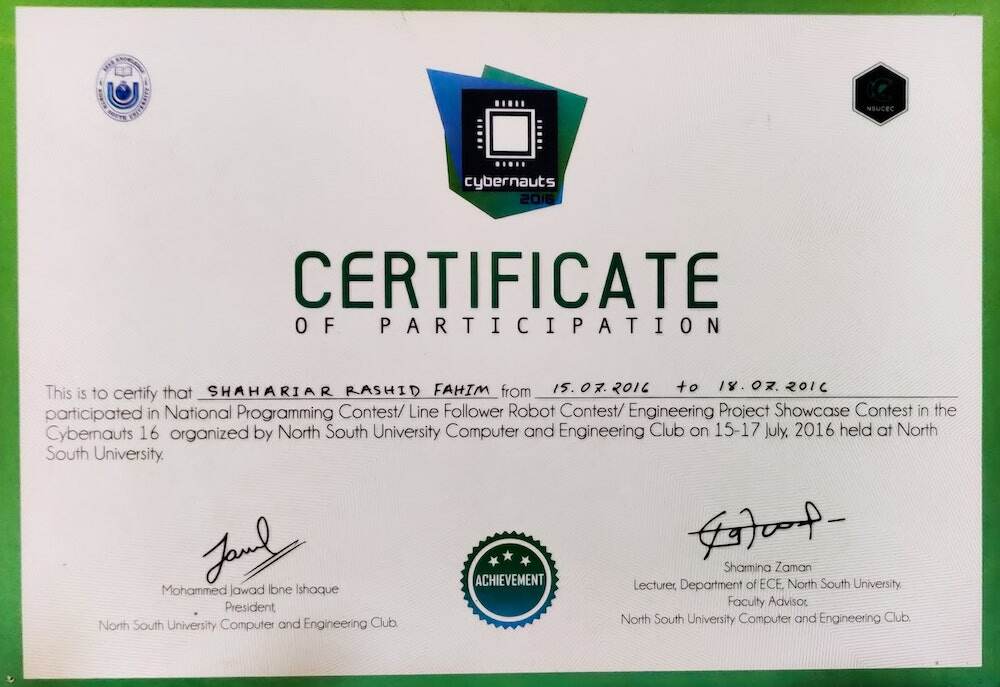 SEEK KNOWLEDGE
NORTH SOUTH UNIVERSITY
NSUCEC
cybernauts
2016
CERTIFICATE
OF PARTICIPATION
This is to certify that SHAHARIAR RASHID FAHIM from 15.07.2016 to 18.07.2016
participated in National Programming Contest/ Line Follower Robot Contest/ Engineering Project Showcase Contest in the
Cybernauts 16 organized by North South University Computer and Engineering Club on 15-17 July, 2016 held at North
South University.
Mohammed Jawad Ibne Ishaque
President,
North South University Computer and Engineering Club.
ACHIEVEMENT
Sharmina Zaman
Lecturer, Department of ECE, North South University.
Faculty Advisor,
North South University Computer and Engineering Club.